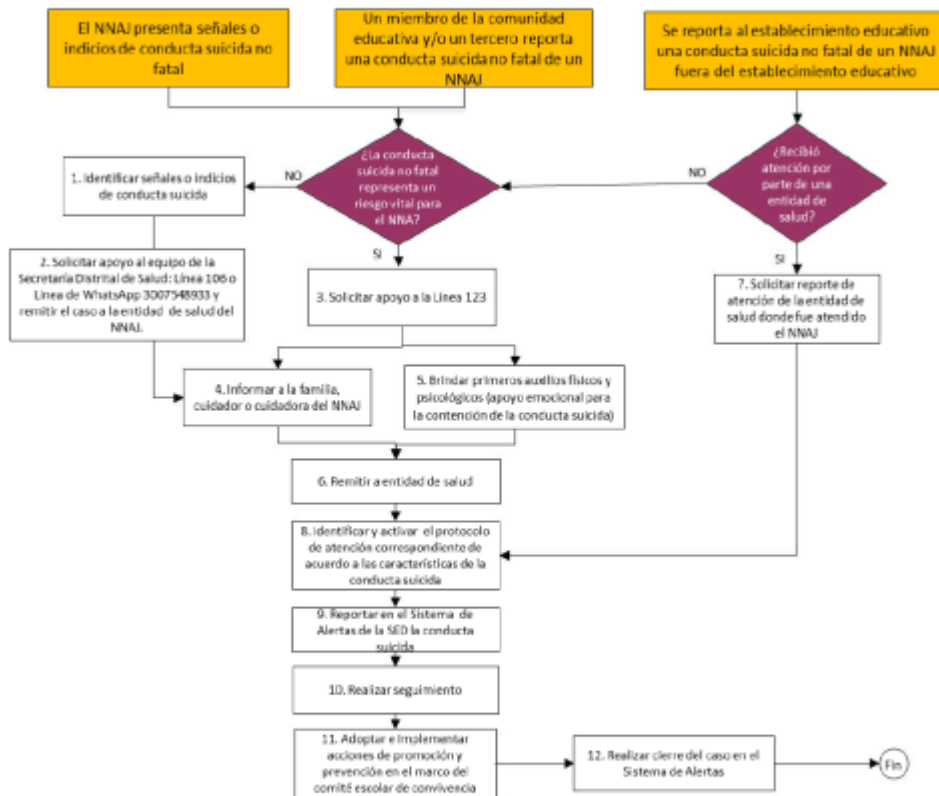 El NNAJ presenta señales o
indicios de conducta suicida no
fatal
Un miembro de la comunidad
educativa y/o un tercero reporta
una conducta suicida no fatal de un
NNAJ
Se reporta al establecimiento educativo
una conducta suicida no fatal de un NNAJ
fuera del establecimiento educativo
¿La conducta
suicida no fatal
representa un
riesgo vital para
el NNA?
¿Recibió
atención por
parte de una
entidad de
salud?
NO
NO
1. Identificar señales o indicios
de conducta suicida
SI
SI
2. Solicitar apoyo al equipo de la
Secretaría Distrital de Salud: Línea 106 o
Línea de WhatsApp 3007548933 y
remitir el caso a la entidad de salud del
NNAJ.
3. Solicitar apoyo a la Línea 123
7. Solicitar reporte de
atención de la entidad de
salud donde fue atendido
el NNAJ
4. Informar a la familia,
cuidador o cuidadora del NNAJ
5. Brindar primeros auxilios físicos y
psicológicos (apoyo emocional para
la contención de la conducta suicida)
6. Remitir a entidad de salud
8. Identificar y activar el protocolo
de atención correspondiente de
acuerdo a las características de la
conducta suicida
9. Reportar en el Sistema de
Alertas de la SED la conducta
suicida
10. Realizar seguimiento
11. Adoptar e Implementar
acciones de promoción y
prevención en el marco del
comité escolar de convivencia
12. Realizar cierre del caso en el
Sistema de Alertas
Fin